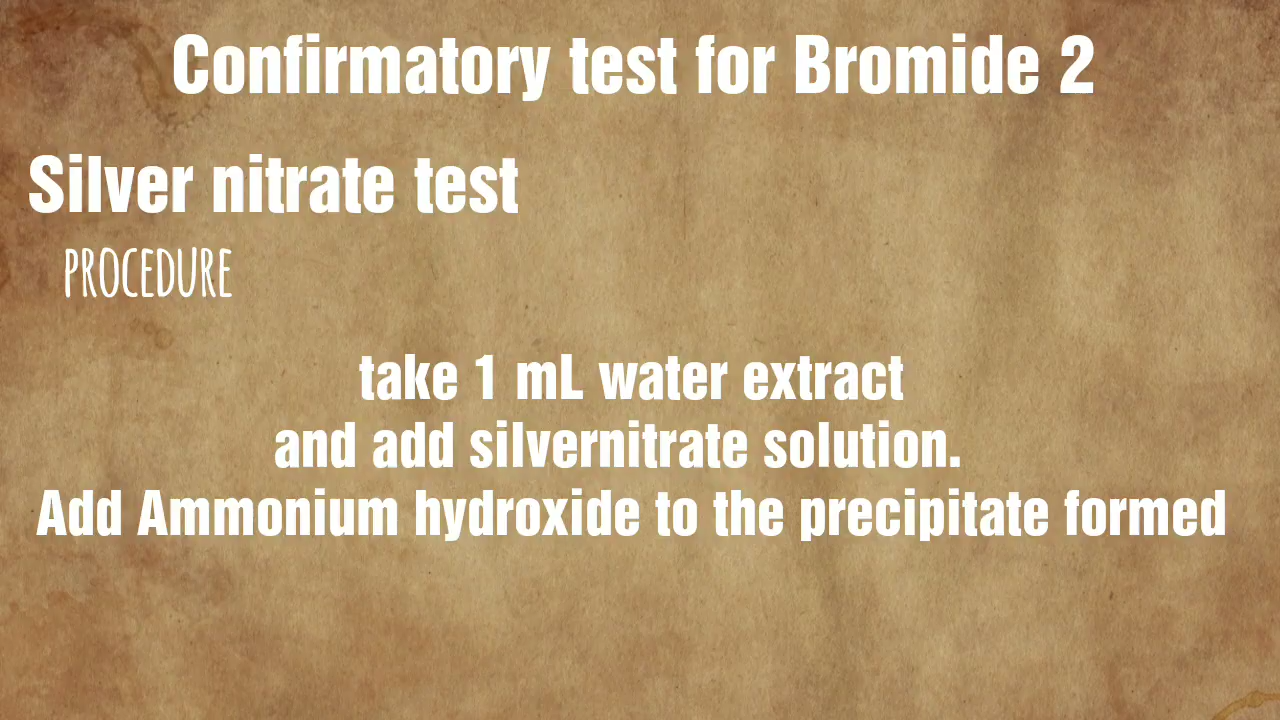 Confirmatory test for Bromide 2
Silver nitrate test
PROCEDURE
take 1 mL water extract
and add silvernitrate solution.
Add Ammonium hydroxide to the precipitate formed